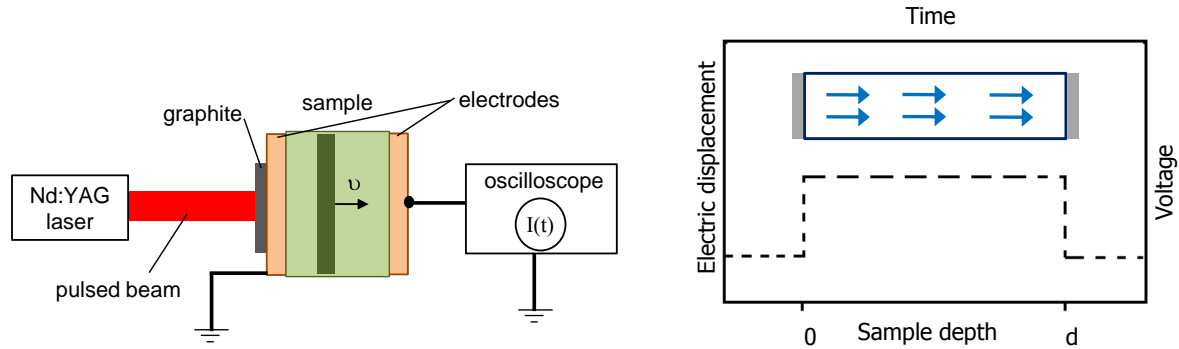 graphite
sample
electrodes
Nd:YAG
laser
υ
oscilloscope
I(t)
pulsed beam
Time
Electric displacement
Voltage
0
Sample depth
d